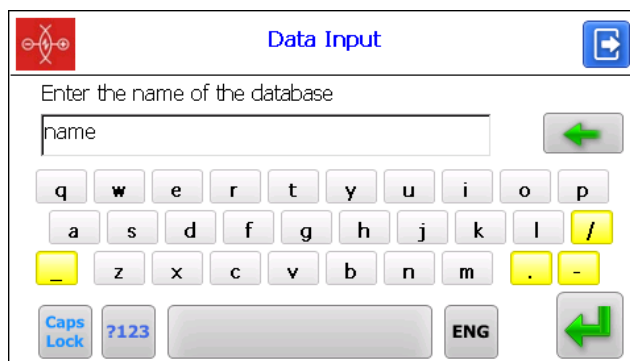 Data Input
Enter the name of the database
name
q w e r t y u i o p
a s d f g h j k l /
_ z x c v b n m . -
Caps Lock ?123 ENG